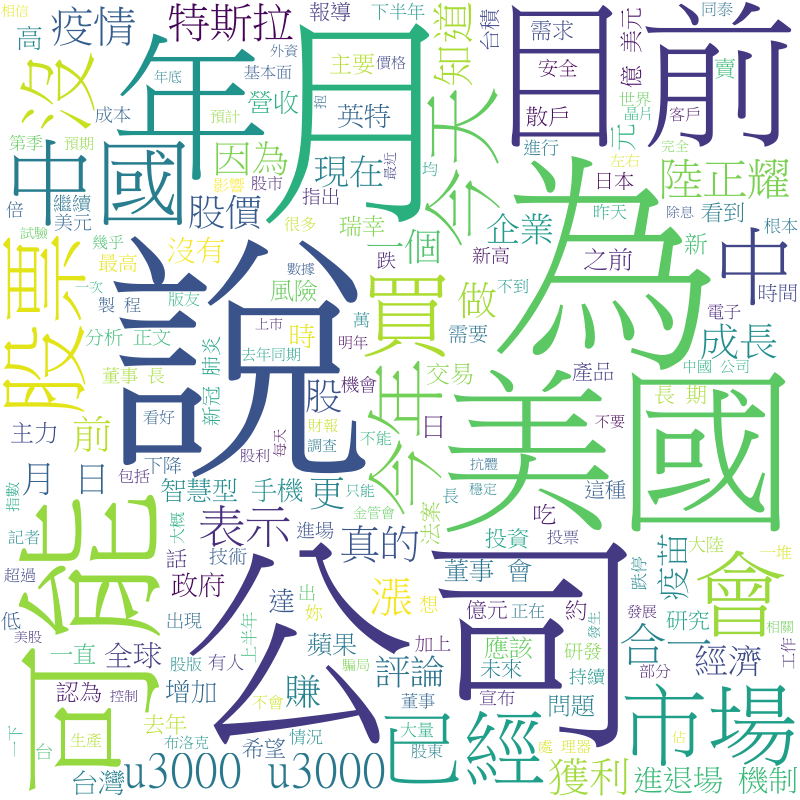 相信
疫情
特斯拉
報導
下半年
台積
知道
需求
億 美元
目前
同泰
賣
沒
高
年底
外資
基本面
主要
價格
年
月
安全
世界
晶片
成本
預計
營收
抱
英特
散戶
元
客戶
第季
預期
中國
因為
現在
今天
最近
均
進行
左右
完全
倍
繼續
美元
影響
股市
指出
日本
陸正耀
股價
一個
企業
昨天
除息
看到
試驗
幾乎
最高
沒有
很多
瑞幸
跌
新高
為
之前
新
根本
中
時間
股票
說
一次
版友
數據
風險
買
做
不到
製 程
上市
萬
需要
電子
分析 正文
時
去年同期
明年
成長
董事 長
新冠 肺炎
機會
交易
產品
中國 公司
看好
股
今年
美國
長 期
主力
前
財報
不要
包括
股利
每天
調查
不能
日
抗體
月 日
下降
指數
智慧型 手機
更
只能
長
穩定
這種
可能
大概
金管會
法案
記者
表示
進場
真的
吃
投票
大陸
一堆
話
技術
投資
疫苗
會
超過
政府
漲
董事 會
跌停
公司
達
出
妳
想
億元
正在
約
發生
發展
相關
低
出現
美股
上半年
蘋果
加上
應該
研發
合一
研究
工作
一直
全球
股版
有人
騙局
評論
未來
持續
經濟
部分
認為
控制
增加
賺
不會
董事
宣布
問題
市場
一下
台
生產
去年
布洛克
希望
情況
已經
大量
股東
處 理器
佔
台灣
u3000 u3000
獲利
進退場 機制